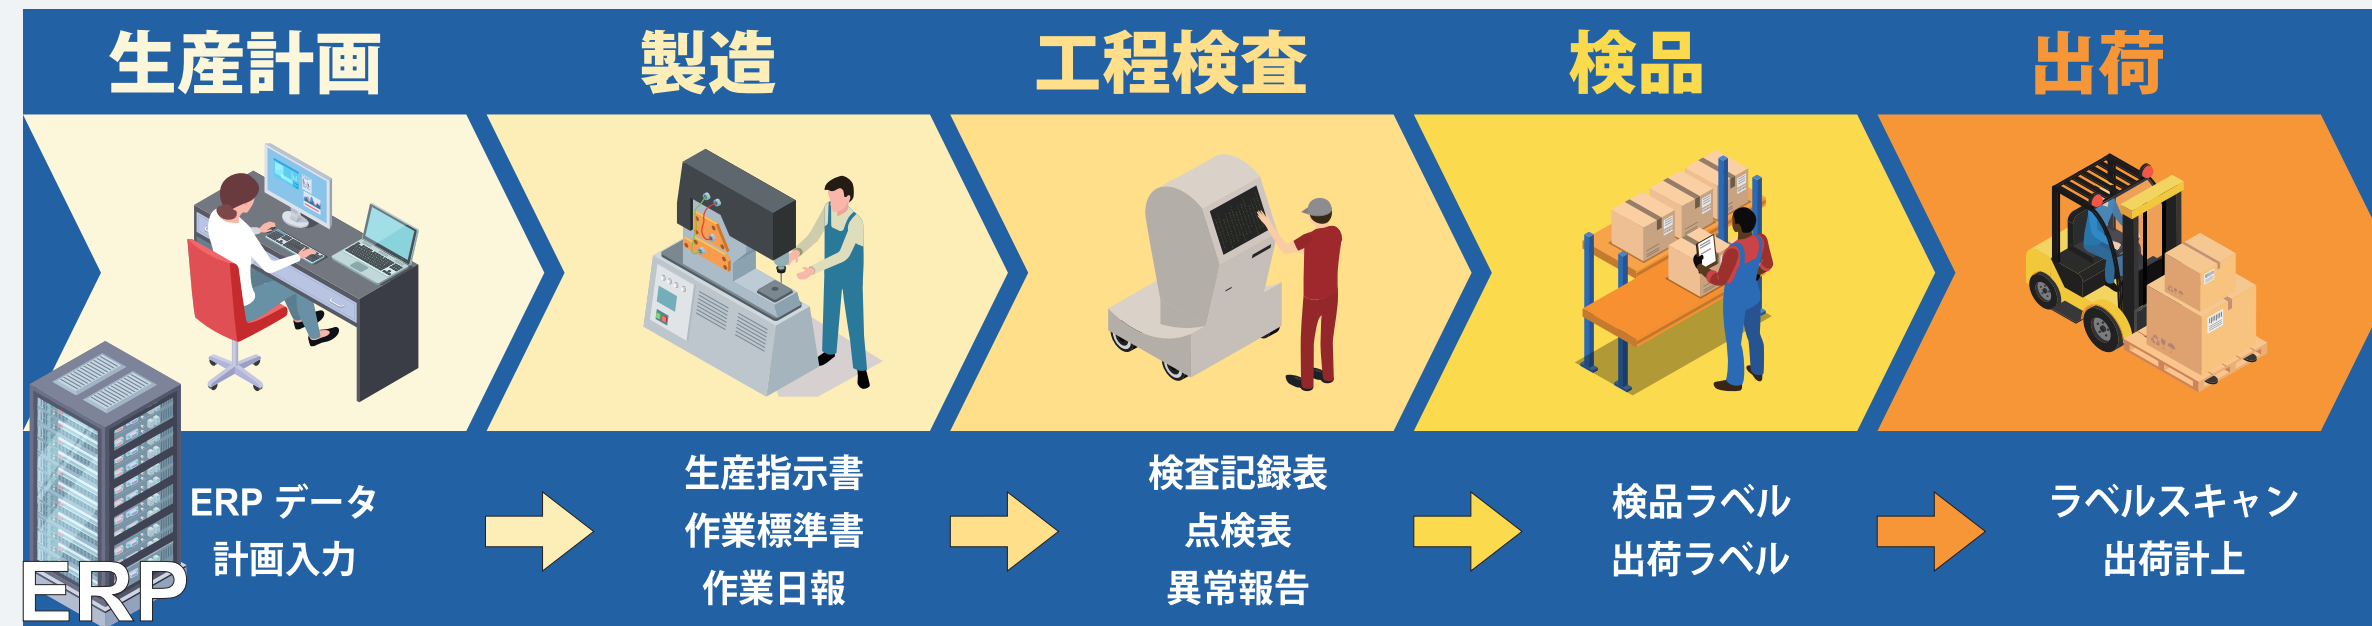 生産計画
製造
工程検査
検品
出荷
ERP データ
計画入力
ERP
生産指示書
作業標準書
作業日報
検査記録表
点検表
異常報告
検品ラベル
出荷ラベル
ラベルスキャン
出荷計上